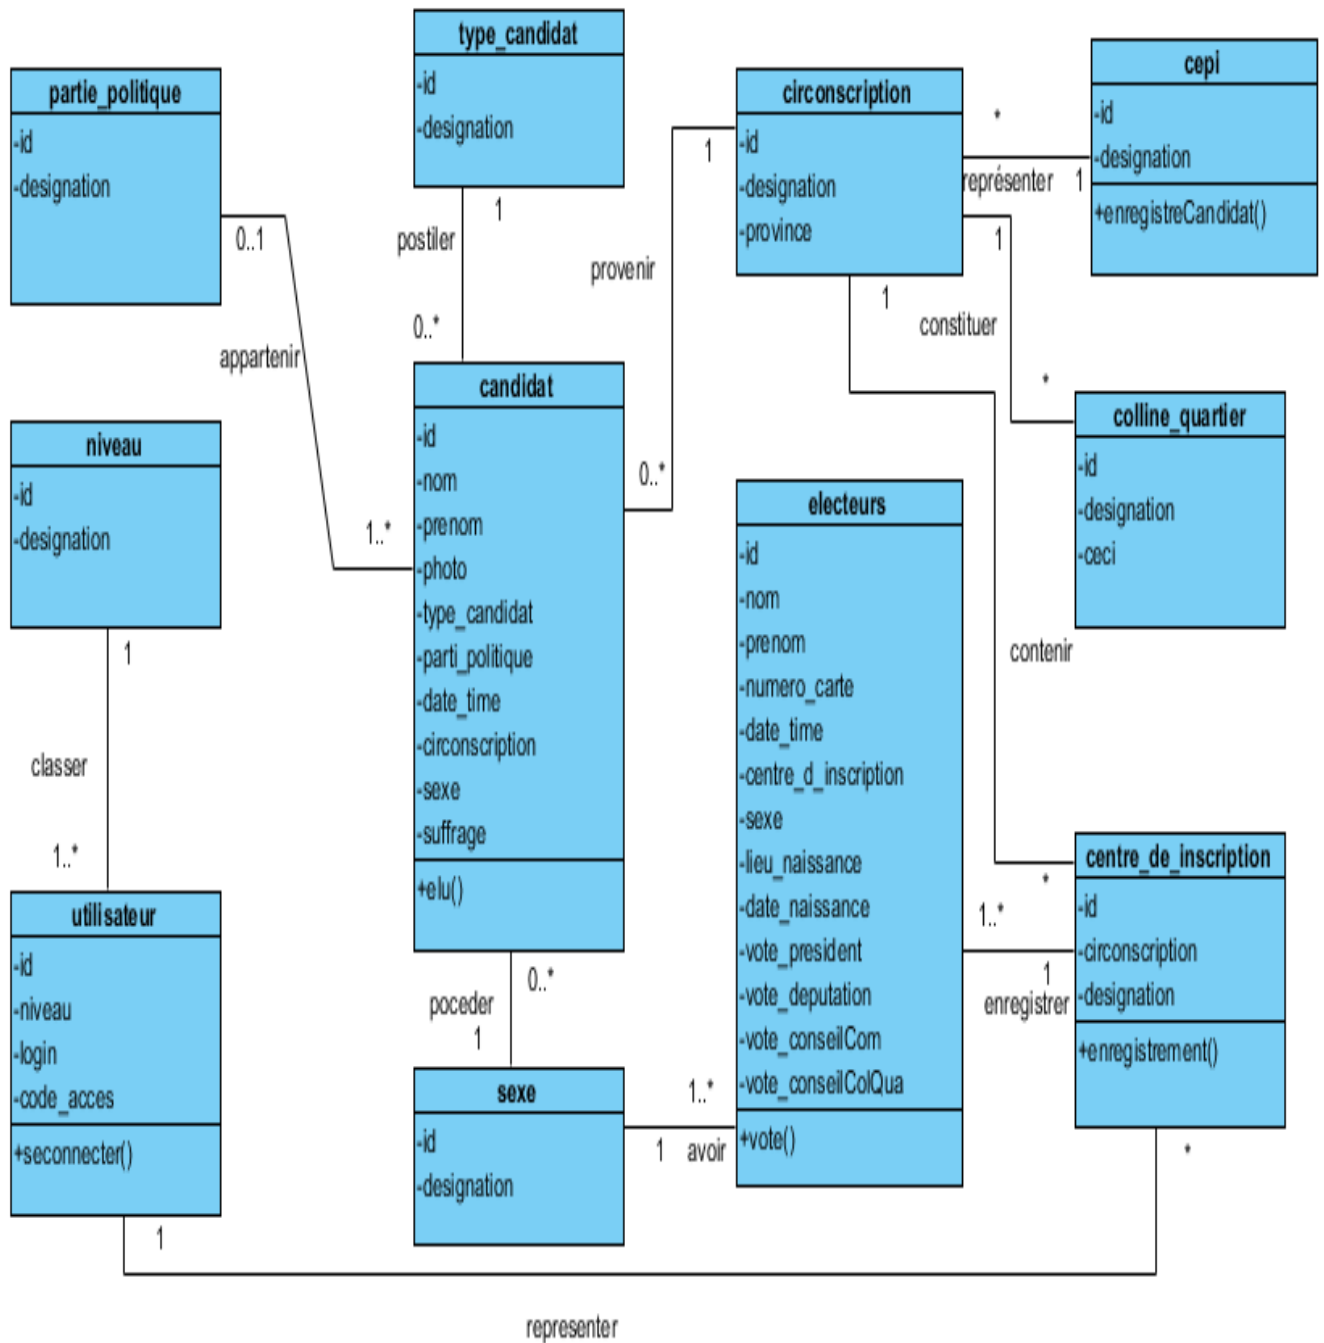 partie_politique
-id
-designation
type_candidat
-id
-designation
circonscription
-id
-designation
-province
cepi
-id
-designation
+enregistreCandidat()
*
représenter
1
1
0..1
1
postiler
0..*
appartenir
1..*
provenir
1
0..*
constituer
1
*
niveau
-id
-designation
1
classer
1..*
candidat
-id
-nom
-prenom
-photo
-type_candidat
-parti_politique
-date_time
-circonscription
-sexe
-suffrage
+elu()
electeurs
-id
-nom
-prenom
-numero_carte
-date_time
-centre_d_inscription
-sexe
-lieu_naissance
-date_naissance
-vote_president
-vote_deputation
-vote_conseilCom
-vote_conseilColQua
+vote()
colline_quartier
-id
-designation
-ceci
contenir
*
centre_de_inscription
-id
-circonscription
-designation
+enregistrement()
1..*
1
enregistrer
utilisateur
-id
-niveau
-login
-code_acces
+seconnecter()
0..*
poceder
1
sexe
-id
-designation
1..*
1
avoir
1
*
representer